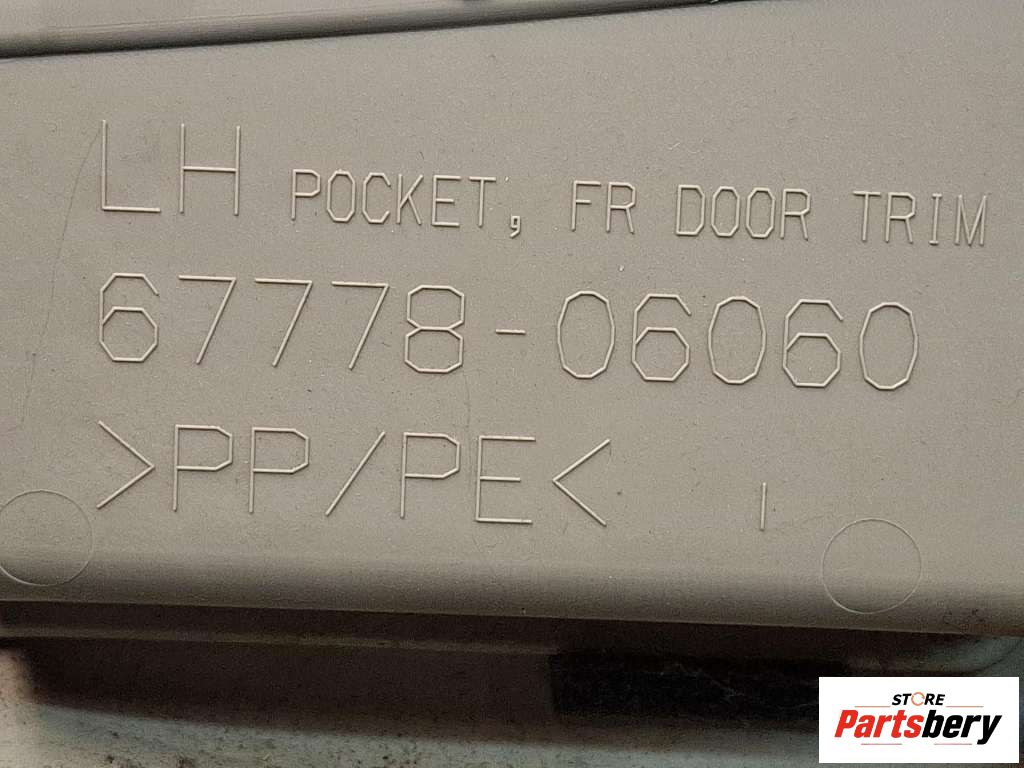 LH POCKET, FR DOOR TRIM
67778-06060
>PP/PE< I
STORE
Partsbery